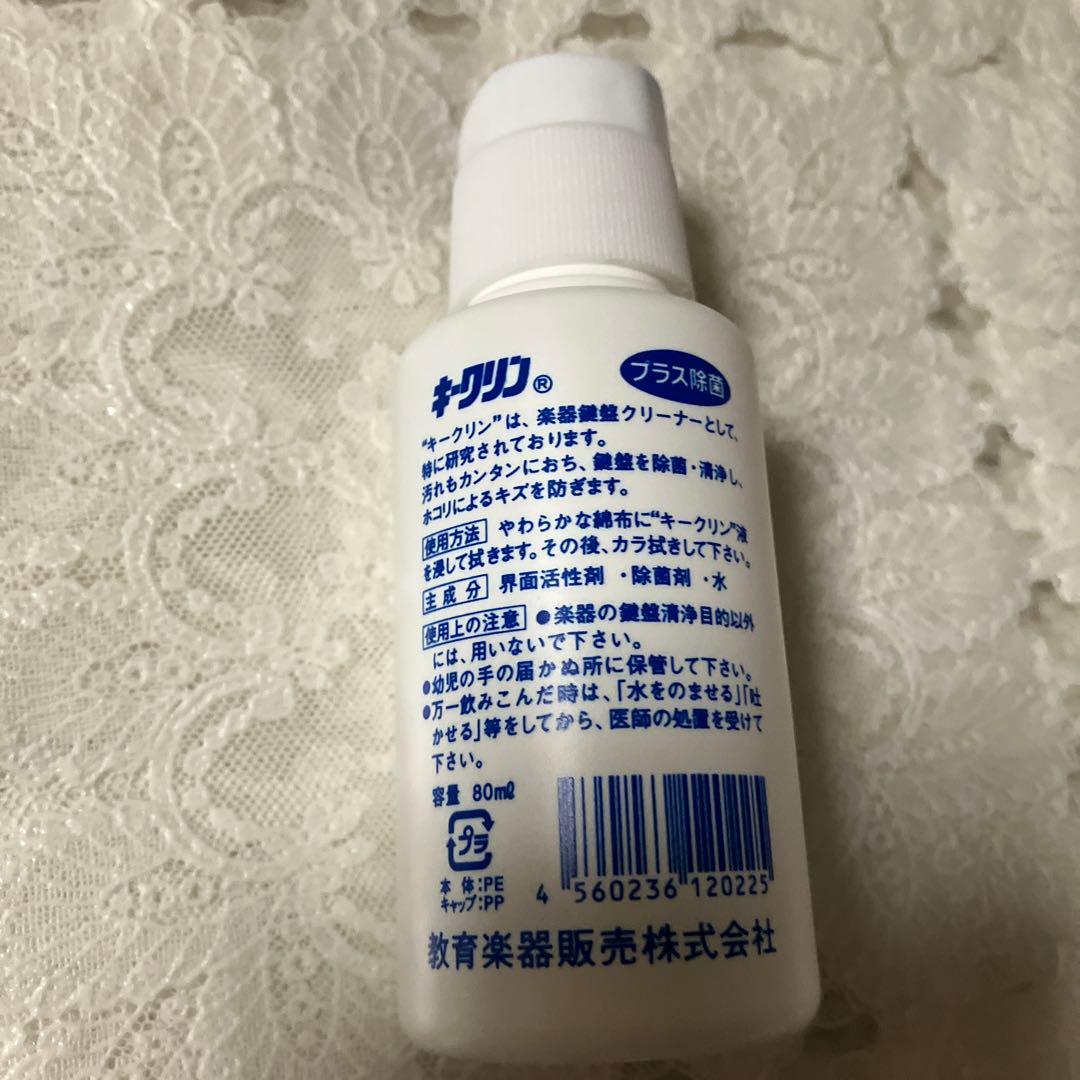 キークリン® プラス除菌
“キークリン”は、楽器鍵盤クリーナーとして、
特に研究されております。
汚れもカンタンにおち、鍵盤を除菌・清浄し、
ホコリによるキズを防ぎます。
使用方法 やわらかな綿布に“キークリン”液
を浸して拭きます。その後、カラ拭きして下さい。
主成分 界面活性剤 ・除菌剤 ・水
使用上の注意 ●楽器の鍵盤清浄目的以外
には、用いないで下さい。
●幼児の手の届かぬ所に保管して下さい。
●万一飲みこんだ時は、「水をのませる」「吐
かせる」等をしてから、医師の処置を受けて
下さい。
容量 80ml
プラ
本体:PE
キャップ:PP
4 560236 120225
教育楽器販売株式会社